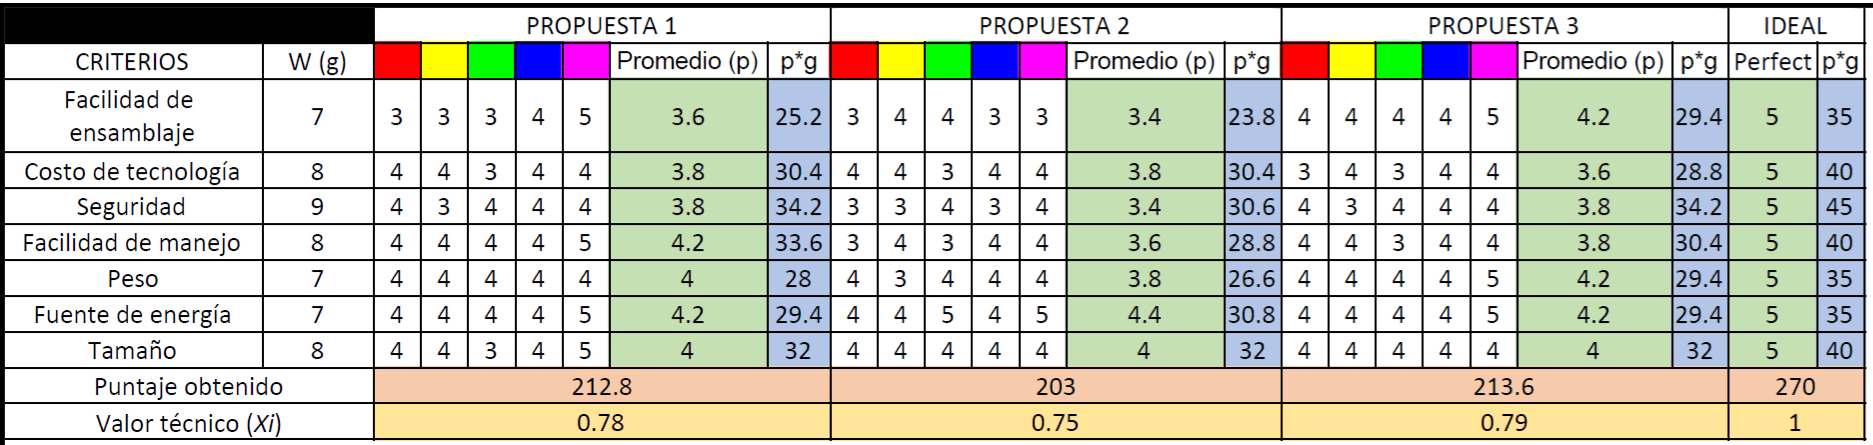 PROPUESTA 1 PROPUESTA 2 PROPUESTA 3 IDEAL
CRITERIOS W (g) Promedio (p) p*g Promedio (p) p*g Promedio (p) p*g Perfect p*g
Facilidad de
ensamblaje 7 3 3 3 4 5 3.6 25.2 3 4 4 3 3 3.4 23.8 4 4 4 4 5 4.2 29.4 5 35
Costo de tecnología 8 4 4 3 4 4 3.8 30.4 4 4 3 4 4 3.8 30.4 3 4 3 4 4 3.6 28.8 5 40
Seguridad 9 4 3 4 4 4 3.8 34.2 3 3 4 3 4 3.4 30.6 4 3 4 4 4 3.8 34.2 5 45
Facilidad de manejo 8 4 4 4 4 5 4.2 33.6 3 4 3 4 4 3.6 28.8 4 4 3 4 4 3.8 30.4 5 40
Peso 7 4 4 4 4 4 4 28 4 3 4 4 4 3.8 26.6 4 4 4 4 5 4.2 29.4 5 35
Fuente de energía 7 4 4 4 4 5 4.2 29.4 4 4 5 4 5 4.4 30.8 4 4 4 4 5 4.2 29.4 5 35
Tamaño 8 4 4 3 4 5 4 32 4 4 4 4 4 4 32 4 4 4 4 4 4 32 5 40
Puntaje obtenido 212.8 203 213.6 270
Valor técnico (Xi) 0.78 0.75 0.79 1